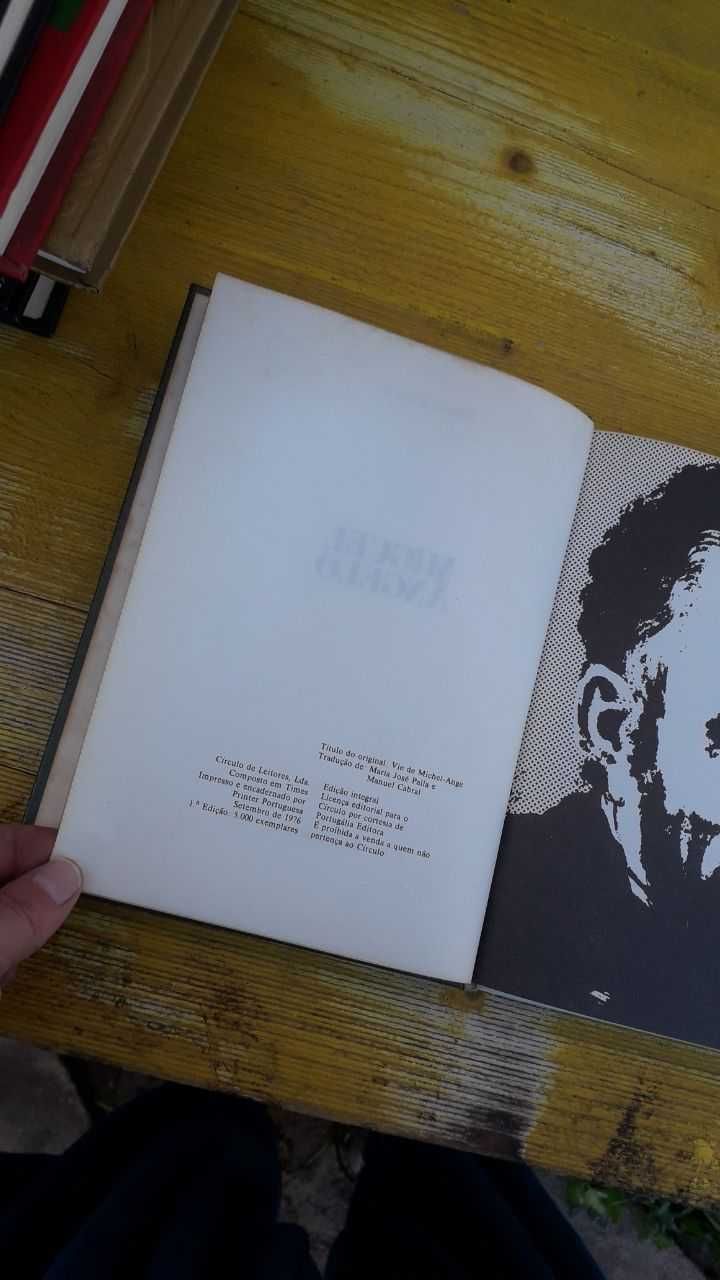 MIGUEL
ANGELO
Título do original: Vie de Michel-Ange
Tradução de Maria José Palla e
Manuel Cabral
Círculo de Leitores, Lda.
Composto em Times
Impresso e encadernado por
Printer Portuguesa
Setembro de 1976
1.ª Edição: 5.000 exemplares
Edição integral
Licença editorial para o
Círculo por cortesia de
Portugália Editora
É proibida a venda a quem não
pertença ao Círculo